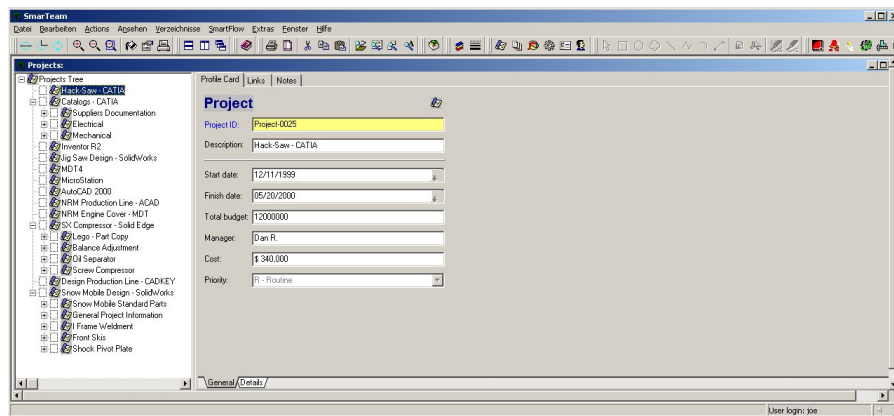 SmarTeam
Datei Bearbeiten Actions Ansehen Verzeichnisse SmartFlow Extras Fenster Hilfe
Projects:
Projects Tree
Hack-Saw - CATIA
Catalogs - CATIA
Suppliers Documentation
Electrical
Mechanical
Inventor R2
Jig Saw Design - SolidWorks
MDT4
MicroStation
AutoCAD 2000
NRM Production Line - ACAD
NRM Engine Cover - MDT
SX Compressor - Solid Edge
Lego - Part Copy
Balance Adjustment
Oil Separator
Screw Compressor
Design Production Line - CADKEY
Snow Mobile Design - SolidWorks
Snow Mobile Standard Parts
General Project Information
I Frame Weldment
Front Skis
Shock Pivot Plate
Profile Card Links Notes
Project
Project ID: Project-0025
Description: Hack-Saw - CATIA
Start date: 12/11/1999
Finish date: 05/20/2000
Total budget: 12000000
Manager: Dan R.
Cost: $ 340,000
Priority: R - Routine
General Details
User login: joe